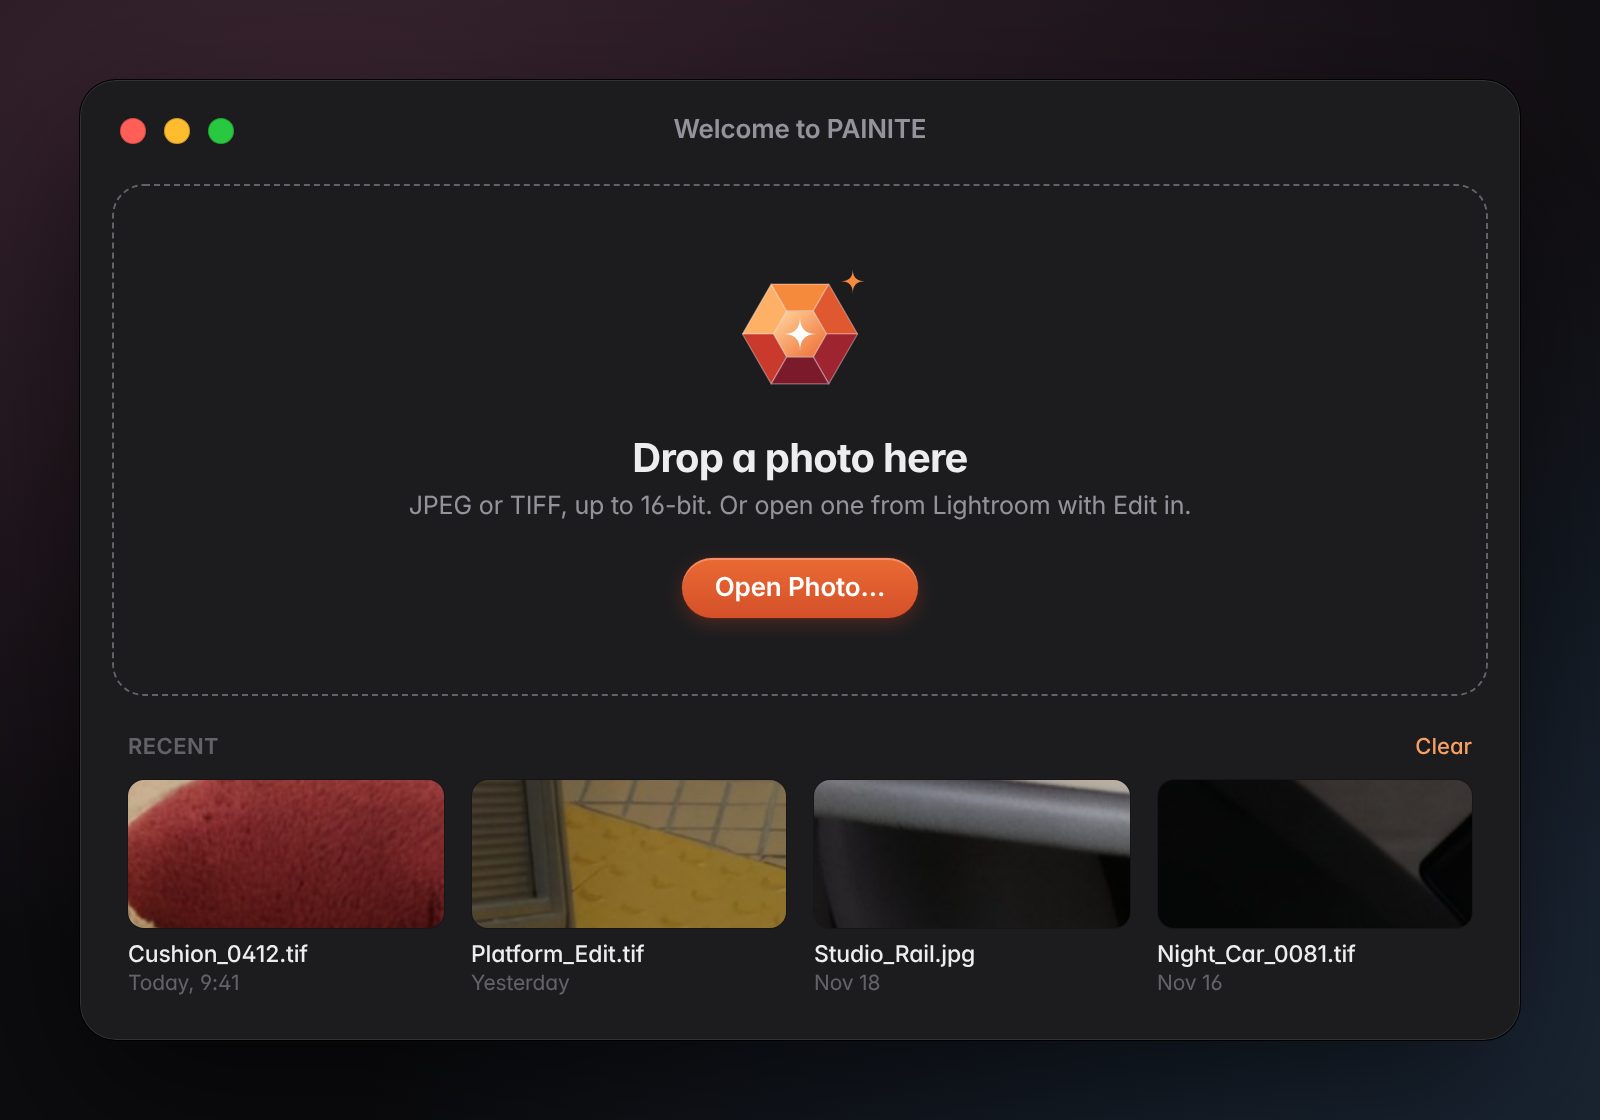 Welcome to PAINITE
Drop a photo here
JPEG or TIFF, up to 16-bit. Or open one from Lightroom with Edit in.
Open Photo...
RECENT
Clear
Cushion_0412.tif
Today, 9:41
Platform_Edit.tif
Yesterday
Studio_Rail.jpg
Nov 18
Night_Car_0081.tif
Nov 16